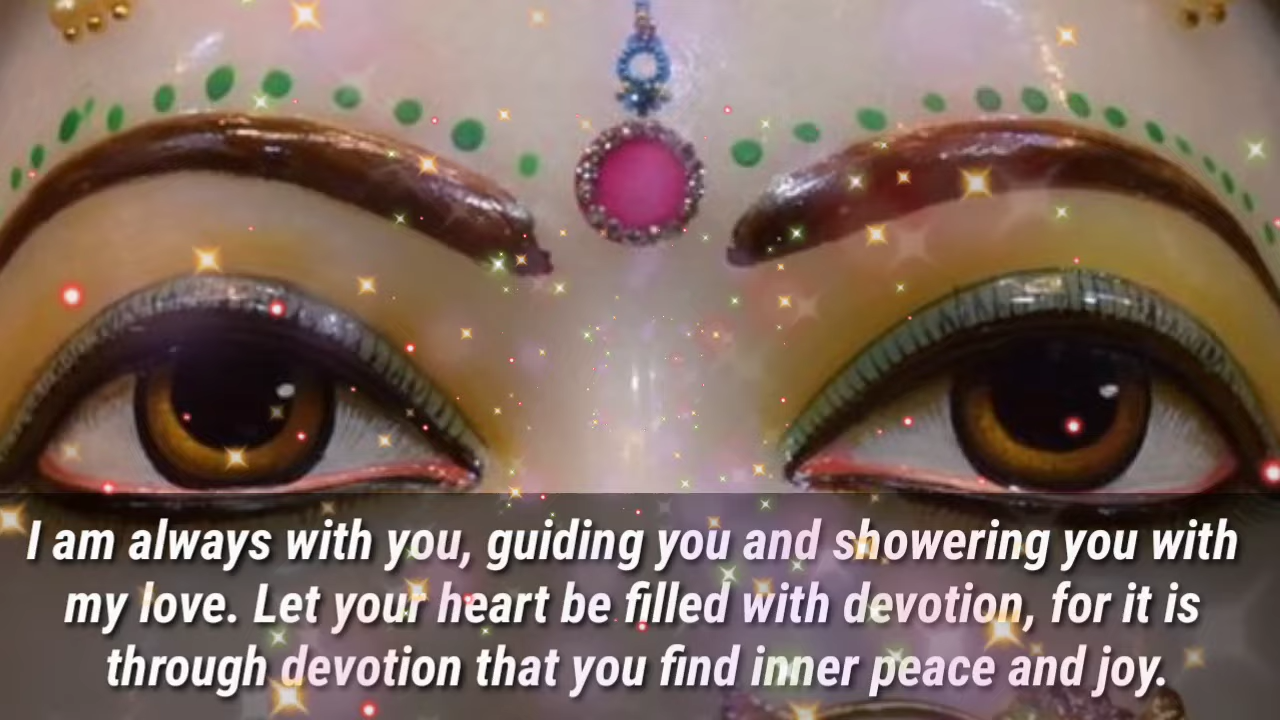 I am always with you, guiding you and showering you with
my love. Let your heart be filled with devotion, for it is
through devotion that you find inner peace and joy.